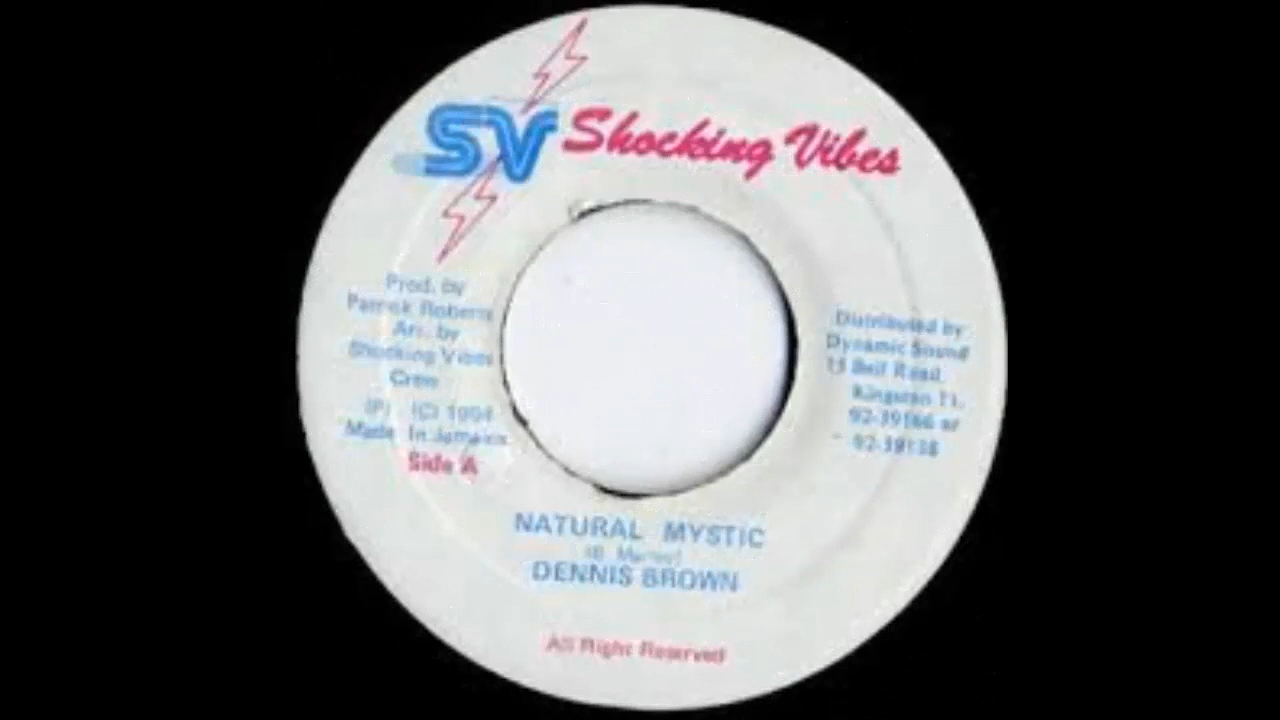 SV Shocking Vibes
Prod. by
Patrick Roberts
Arr. by
Shocking Vibes
Crew
(P) (C) 1994
Made In Jamaica
Side A
Distributed by
Dynamic Sound
15 Bell Road,
Kingston 11.
92-39166 or
92-39138
NATURAL MYSTIC
(B. Marley)
DENNIS BROWN
All Right Reserved